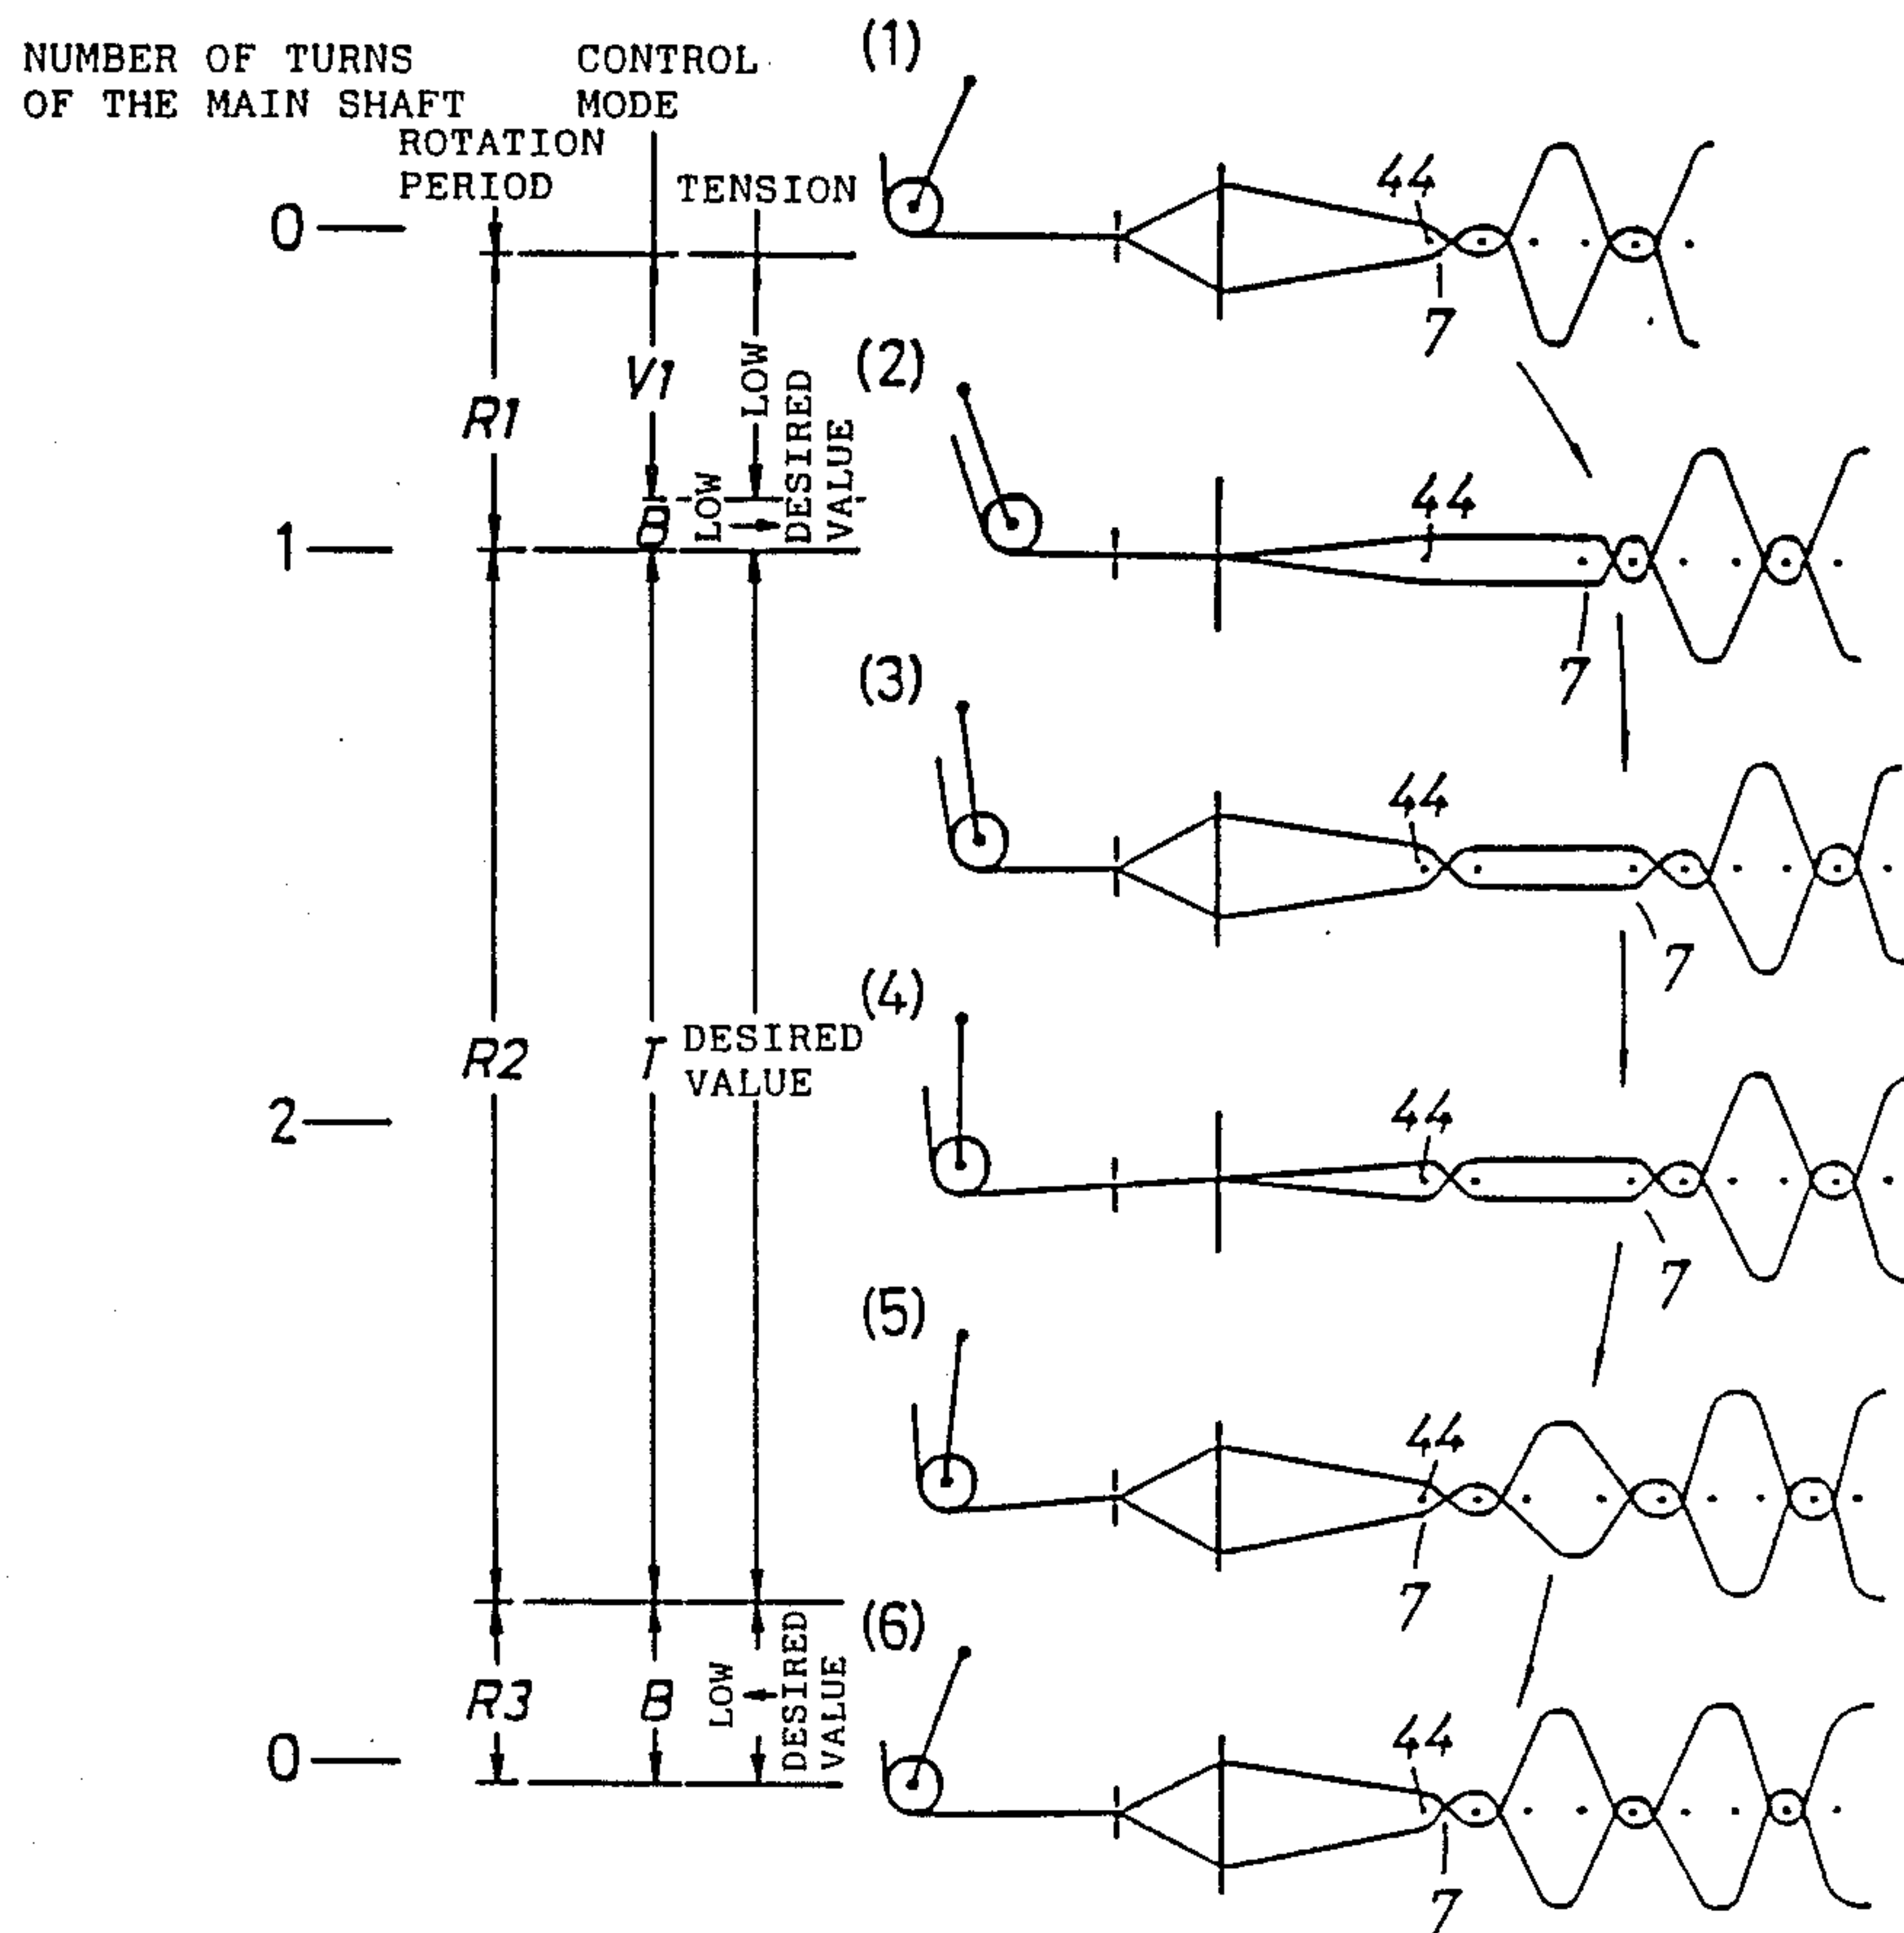 NUMBER OF TURNS
OF THE MAIN SHAFT
CONTROL
MODE
ROTATION
PERIOD
TENSION
0
R1
V1
LOW
B
LOW
DESIRED
VALUE
1
R2
T
DESIRED
VALUE
2
R3
B
LOW
DESIRED
VALUE
0
(1)
44
7
(2)
44
7
(3)
44
7
(4)
44
7
(5)
44
7
(6)
44
7